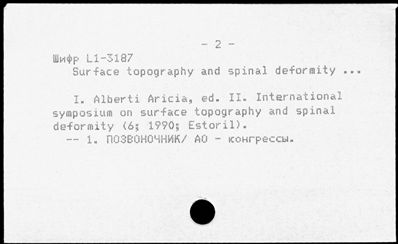 - 2 -
Шифр L1-3187
Surface topography and spinal deformity ...
I. Alberti Aricia, ed. II. International
symposium on surface topography and spinal
deformity (6; 1990; Estoril).
-- 1. ПОЗВОНОЧНИК/ АО - конгрессы.